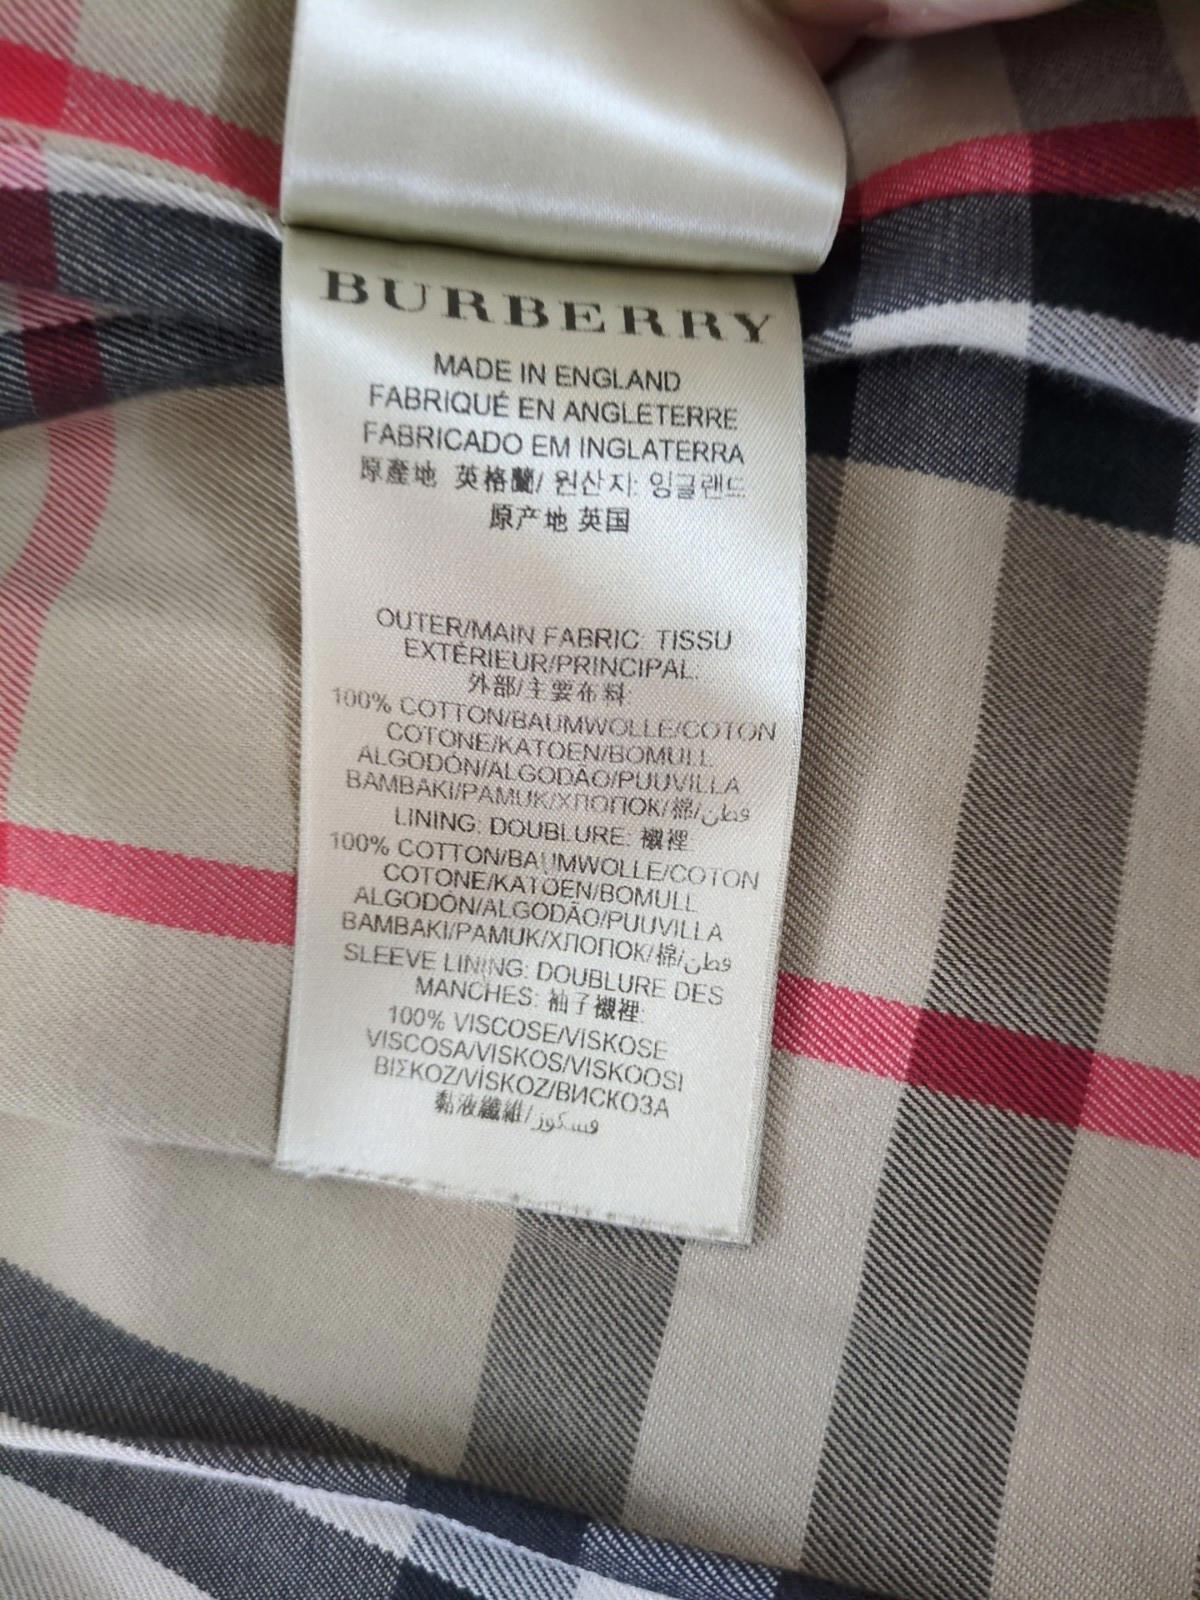 BURBERRY
MADE IN ENGLAND
FABRIQUÉ EN ANGLETERRE
FABRICADO EM INGLATERRA
原產地 英格蘭/ 원산지: 잉글랜드
原产地 英国
OUTER/MAIN FABRIC: TISSU
EXTÉRIEUR/PRINCIPAL:
外部/主要布料:
100% COTTON/BAUMWOLLE/COTON
COTONE/KATOEN/BOMULL
ALGODÓN/ALGODÃO/PUUVILLA
BAMBAKI/PAMUK/ХЛОПОК/棉/قطن
LINING: DOUBLURE: 襯裡:
100% COTTON/BAUMWOLLE/COTON
COTONE/KATOEN/BOMULL
ALGODÓN/ALGODÃO/PUUVILLA
BAMBAKI/PAMUK/ХЛОПОК/棉/قطن
SLEEVE LINING: DOUBLURE DES
MANCHES: 袖子襯裡:
100% VISCOSE/VISKOSE
VISCOSA/VISKOS/VISKOOSI
ΒΙΣΚΟΖ/VİSKOZ/ВИСКОЗА
黏液纖維/فسكوز